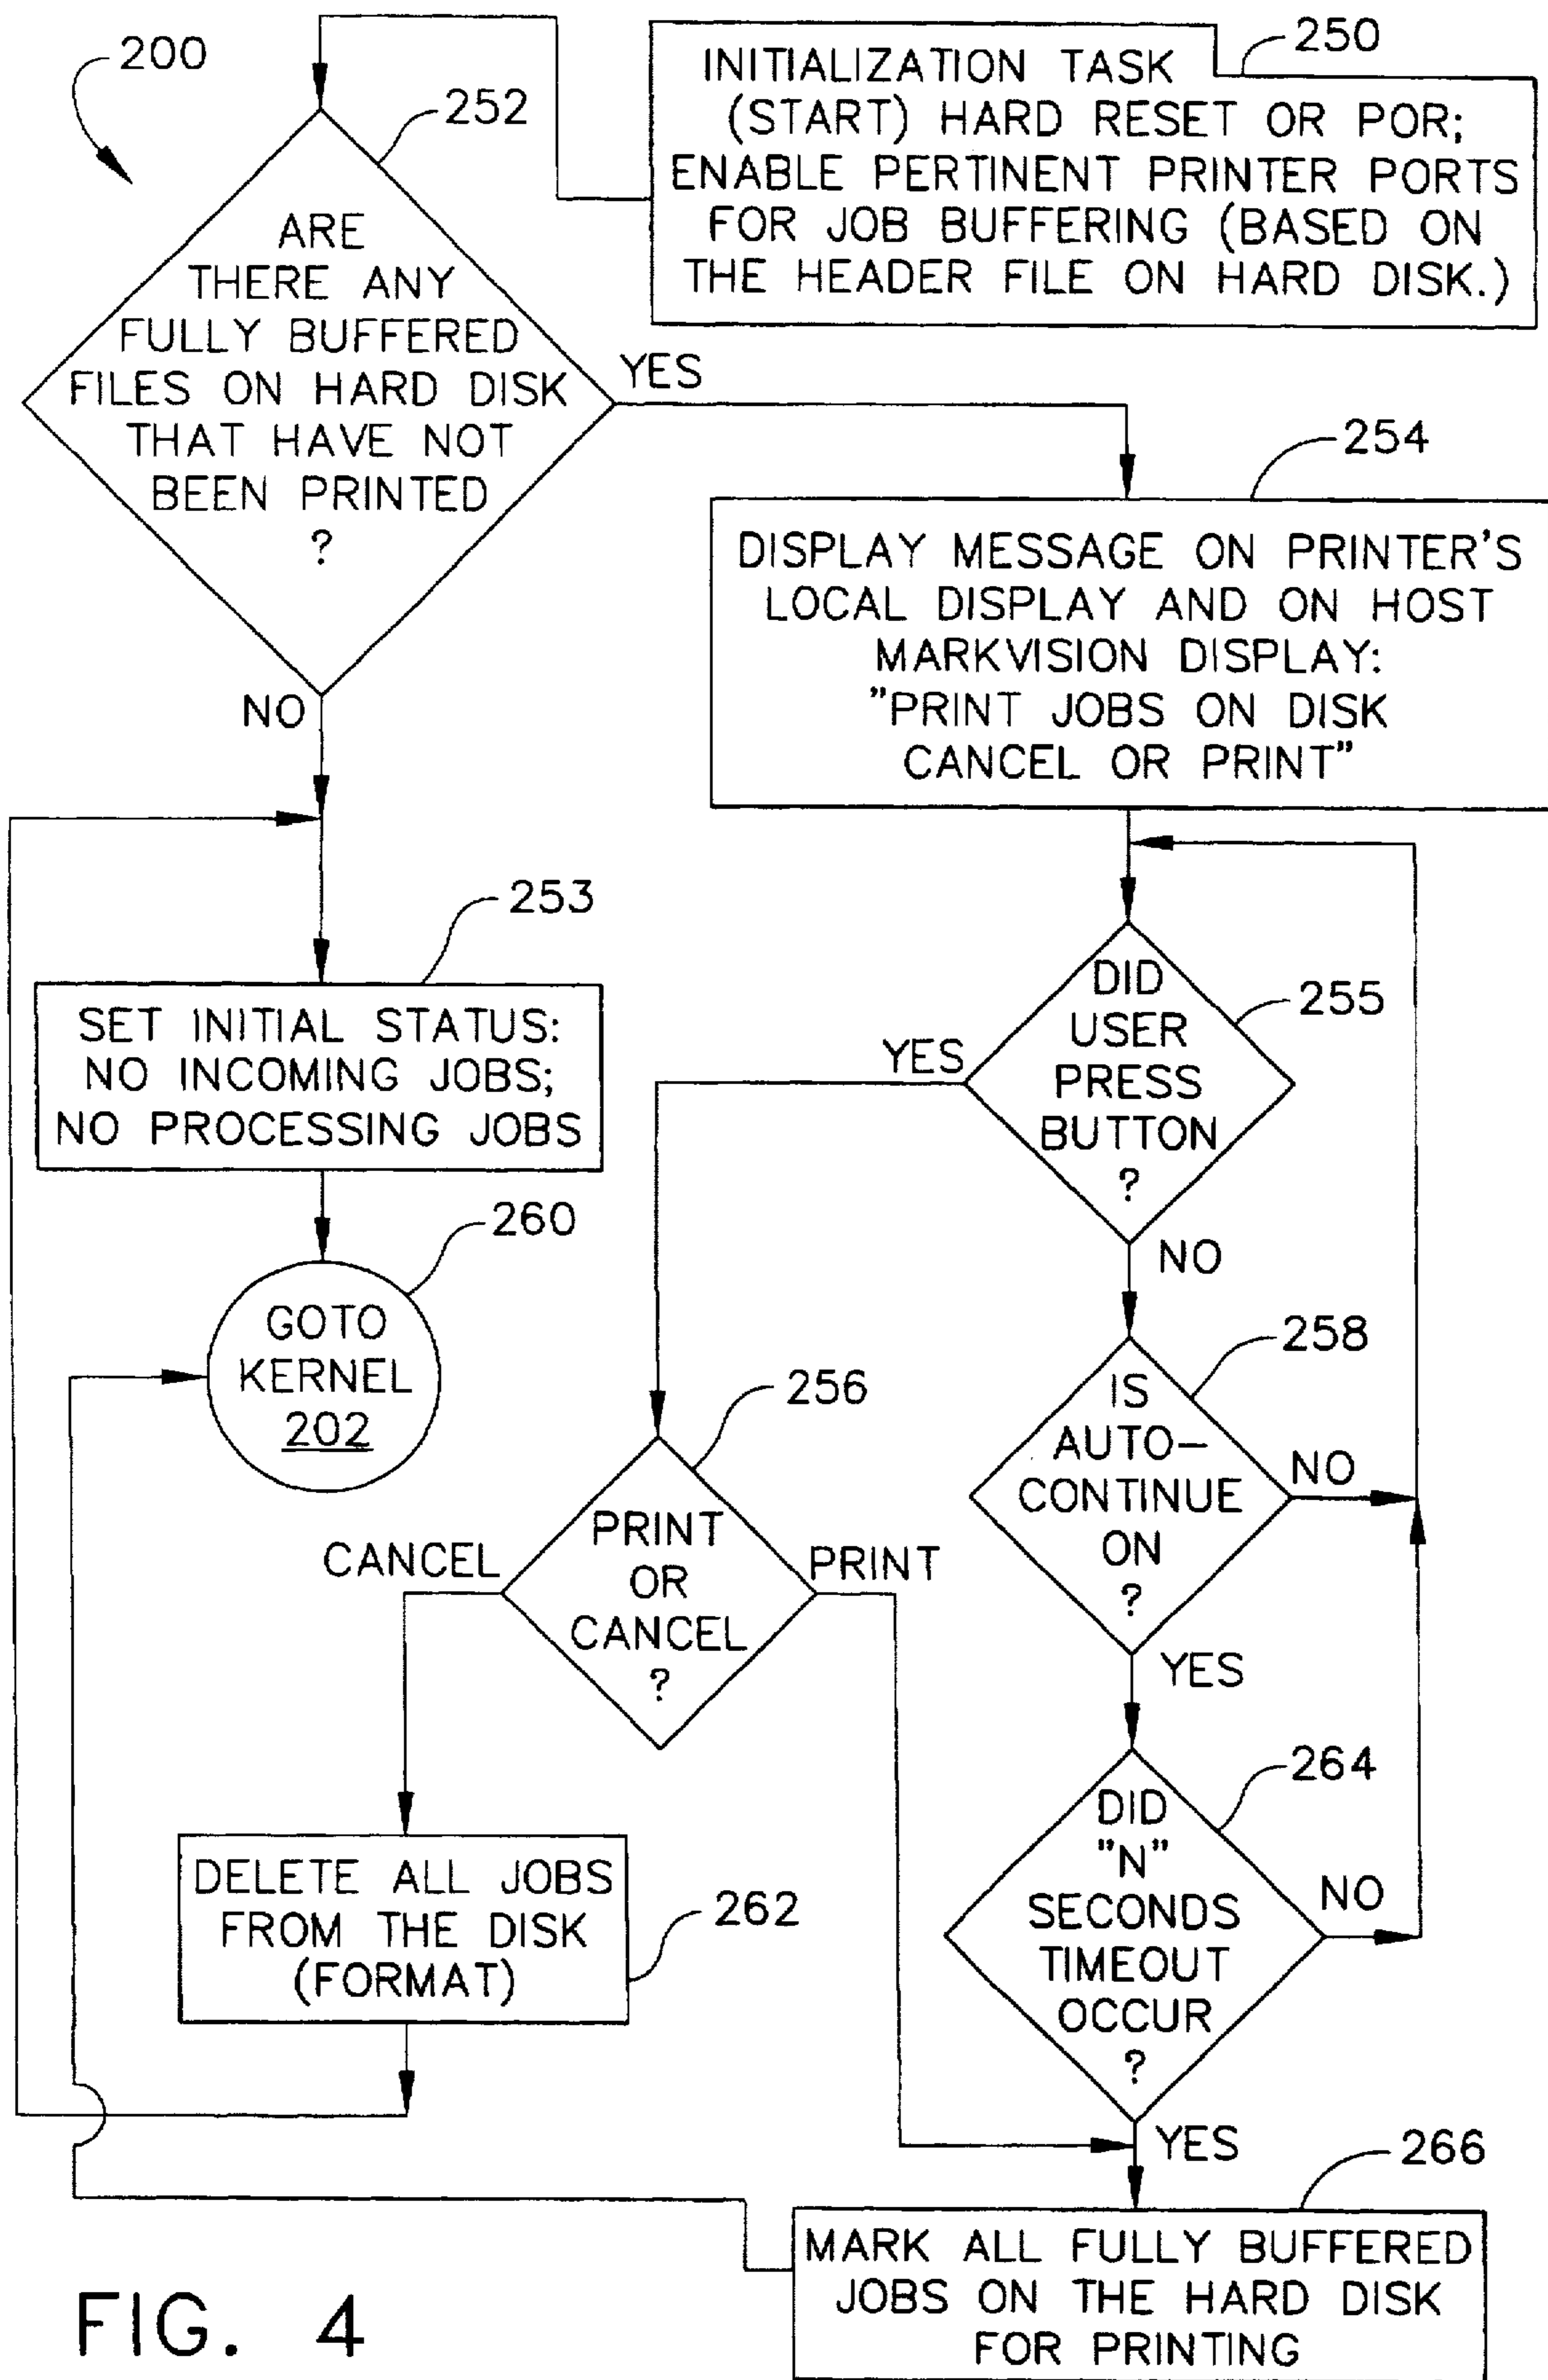 200
250
INITIALIZATION TASK
(START) HARD RESET OR POR;
ENABLE PERTINENT PRINTER PORTS
FOR JOB BUFFERING (BASED ON
THE HEADER FILE ON HARD DISK.)
252
ARE
THERE ANY
FULLY BUFFERED
FILES ON HARD DISK
THAT HAVE NOT
BEEN PRINTED
?
YES
NO
254
DISPLAY MESSAGE ON PRINTER'S
LOCAL DISPLAY AND ON HOST
MARKVISION DISPLAY:
"PRINT JOBS ON DISK
CANCEL OR PRINT"
253
SET INITIAL STATUS:
NO INCOMING JOBS;
NO PROCESSING JOBS
255
DID
USER
PRESS
BUTTON
?
YES
NO
260
GOTO
KERNEL
202
258
IS
AUTO-
CONTINUE
ON
?
NO
YES
256
PRINT
OR
CANCEL
?
CANCEL
PRINT
264
DID
"N"
SECONDS
TIMEOUT
OCCUR
?
NO
YES
262
DELETE ALL JOBS
FROM THE DISK
(FORMAT)
266
MARK ALL FULLY BUFFERED
JOBS ON THE HARD DISK
FOR PRINTING
FIG. 4